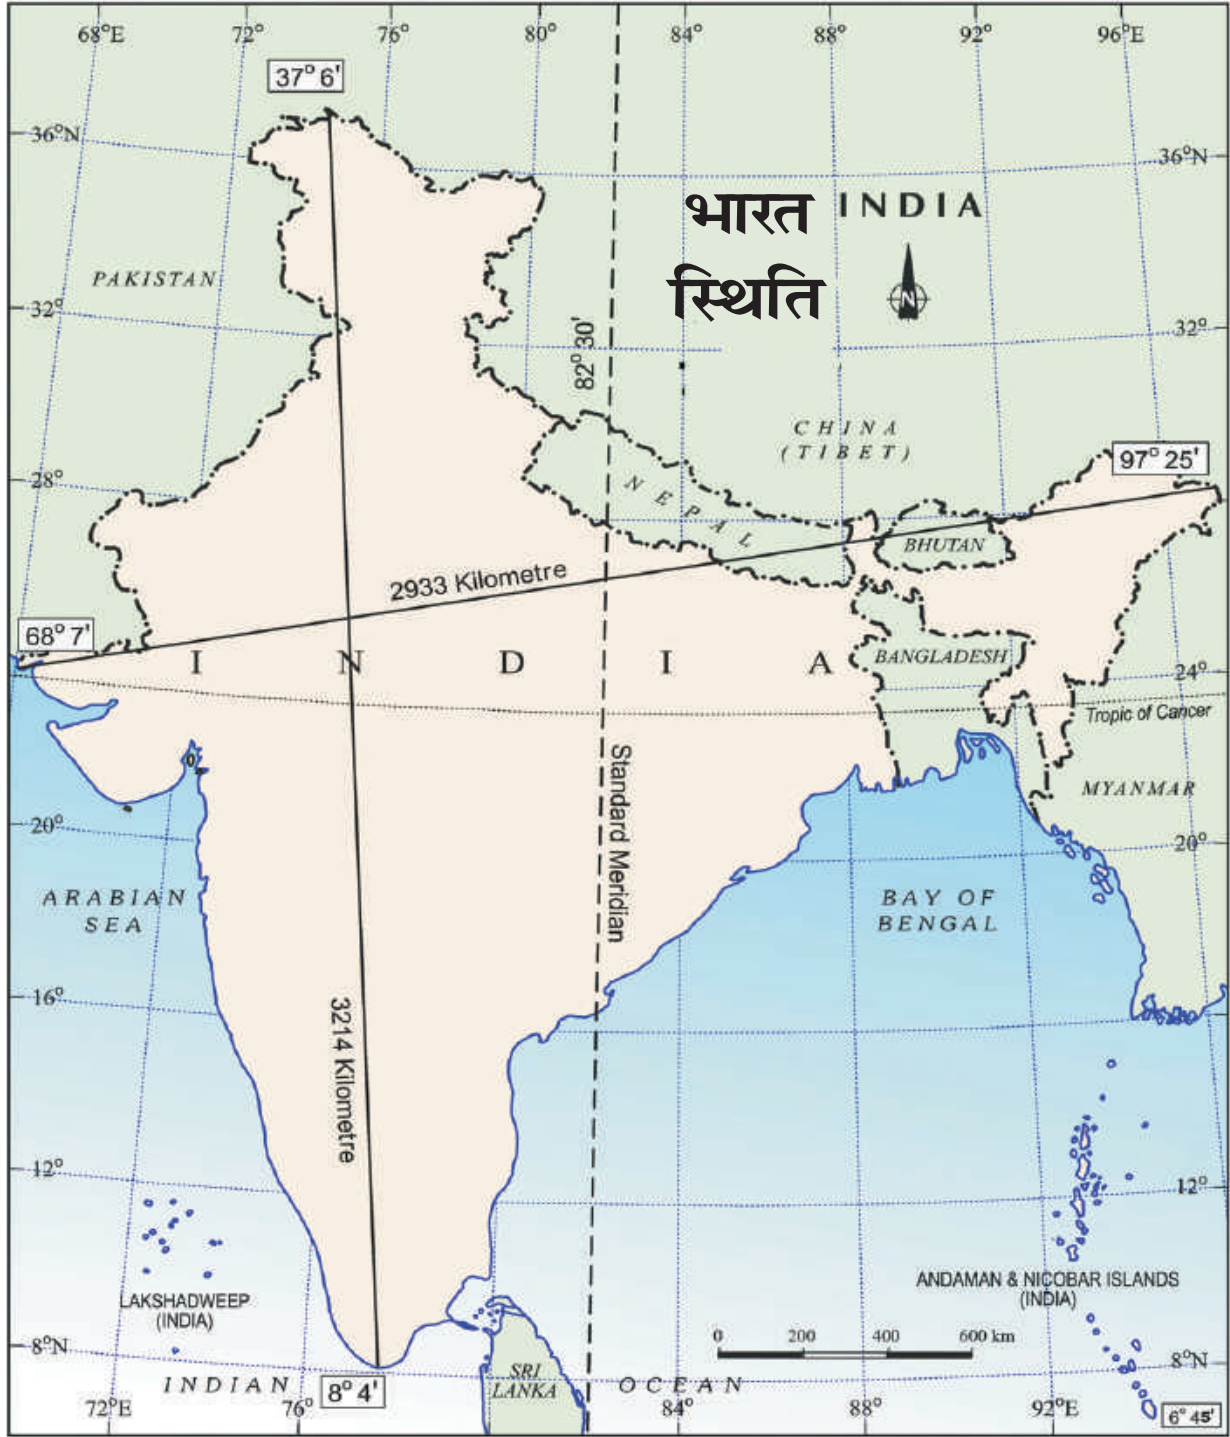 68°E 72° 76° 80° 84° 88° 92° 96°E
37° 6'
36°N
36°N
भारत INDIA
स्थिति
N
PAKISTAN
32°
32°
82° 30'
CHINA
(TIBET)
97° 25'
28°
NEPAL
BHUTAN
2933 Kilometre
68° 7'
INDIA
BANGLADESH
24°
Tropic of Cancer
Standard Meridian
MYANMAR
20°
20°
ARABIAN
SEA
BAY OF
BENGAL
16°
3214 Kilometre
12°
12°
LAKSHADWEEP
(INDIA)
ANDAMAN & NICOBAR ISLANDS
(INDIA)
0 200 400 600 km
8°N
8°N
SRI
LANKA
INDIAN OCEAN
8° 4'
72°E 76° 84° 88° 92°E
6° 45'